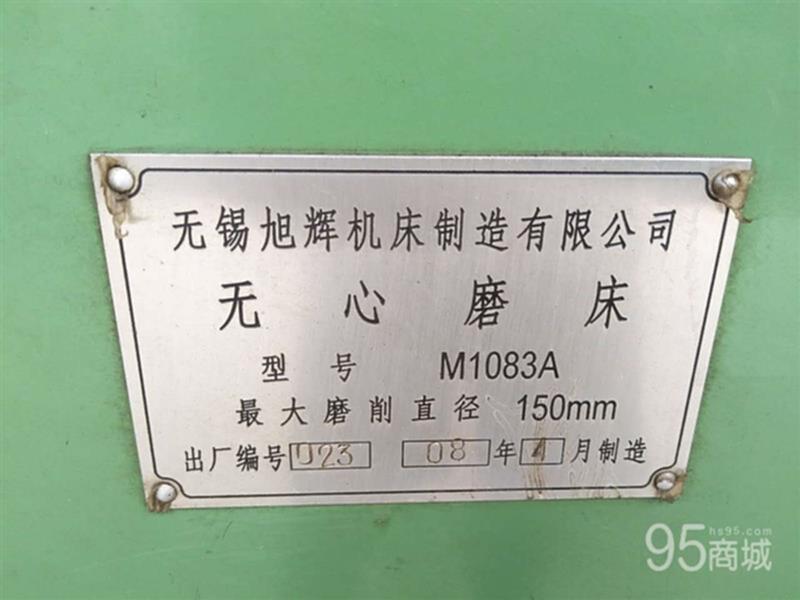 无锡旭辉机床制造有限公司
无心磨床
型号 M1083A
最大磨削直径 150mm
出厂编号 023 08 年 4 月制造
95商城
hs95.com